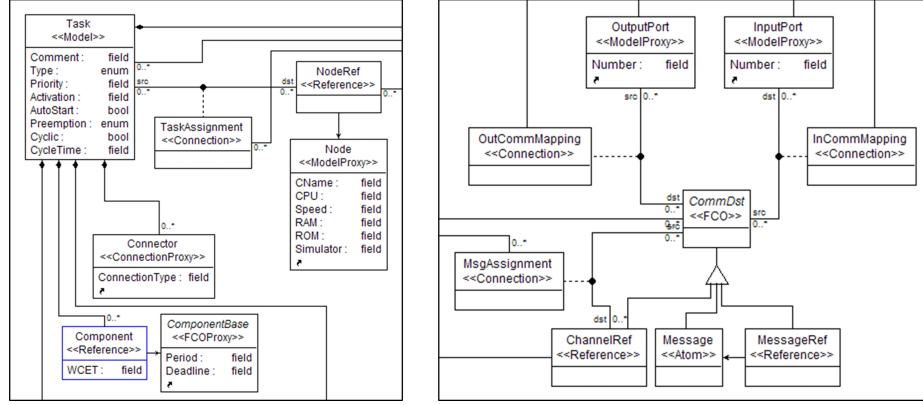 Task
<<Model>>
Comment : field
Type : enum
Priority : field
Activation : field
AutoStart : bool
Preemption : enum
Cyclic : bool
CycleTime : field
0..*
src
0..*
dst
0..*
0..*
NodeRef
<<Reference>>
TaskAssignment
<<Connection>>
0..*
Node
<<ModelProxy>>
CName : field
CPU : field
Speed : field
RAM : field
ROM : field
Simulator : field
0..*
Connector
<<ConnectionProxy>>
ConnectionType : field
0..*
Component
<<Reference>>
WCET : field
ComponentBase
<<FCOProxy>>
Period : field
Deadline : field
OutputPort
<<ModelProxy>>
Number : field
InputPort
<<ModelProxy>>
Number : field
src 0..*
dst 0..*
OutCommMapping
<<Connection>>
InCommMapping
<<Connection>>
dst
0..*
0..*
src
0..*
CommDst
<<FCO>>
src
0..*
0..*
MsgAssignment
<<Connection>>
dst 0..*
ChannelRef
<<Reference>>
Message
<<Atom>>
MessageRef
<<Reference>>